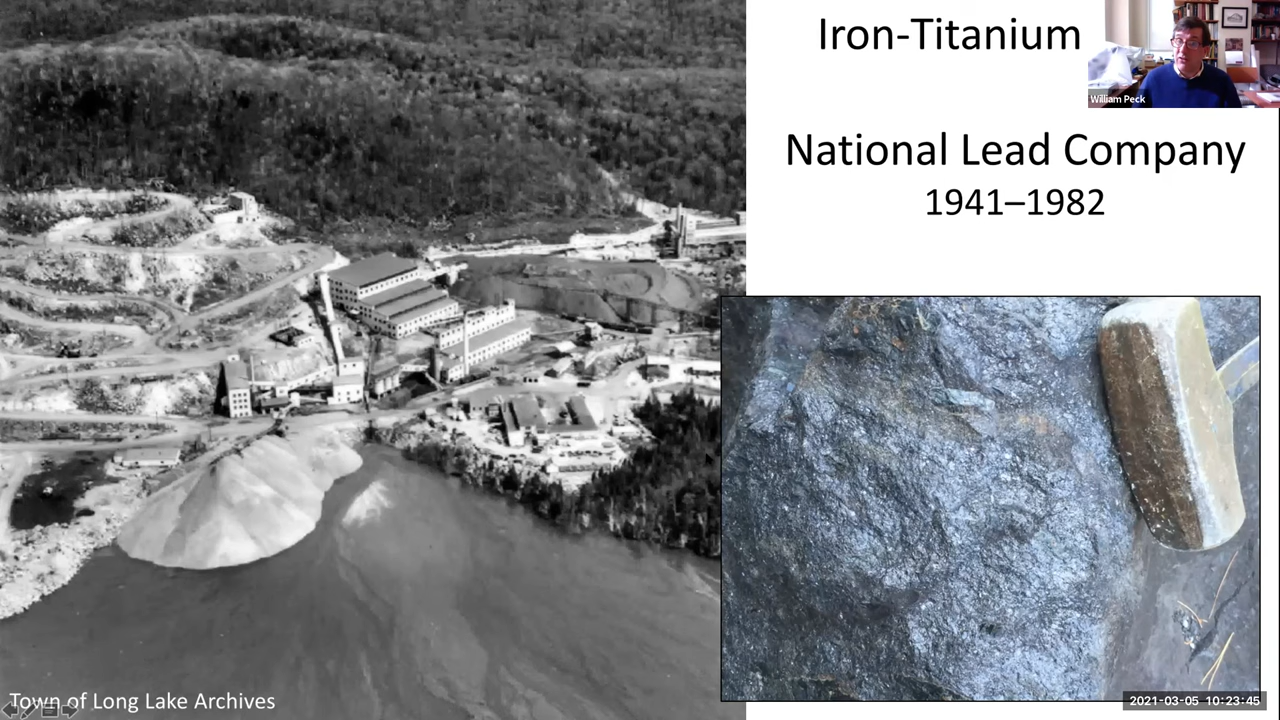 Iron-Titanium
William Peck
National Lead Company
1941–1982
Town of Long Lake Archives
2021-03-05 10:23:45